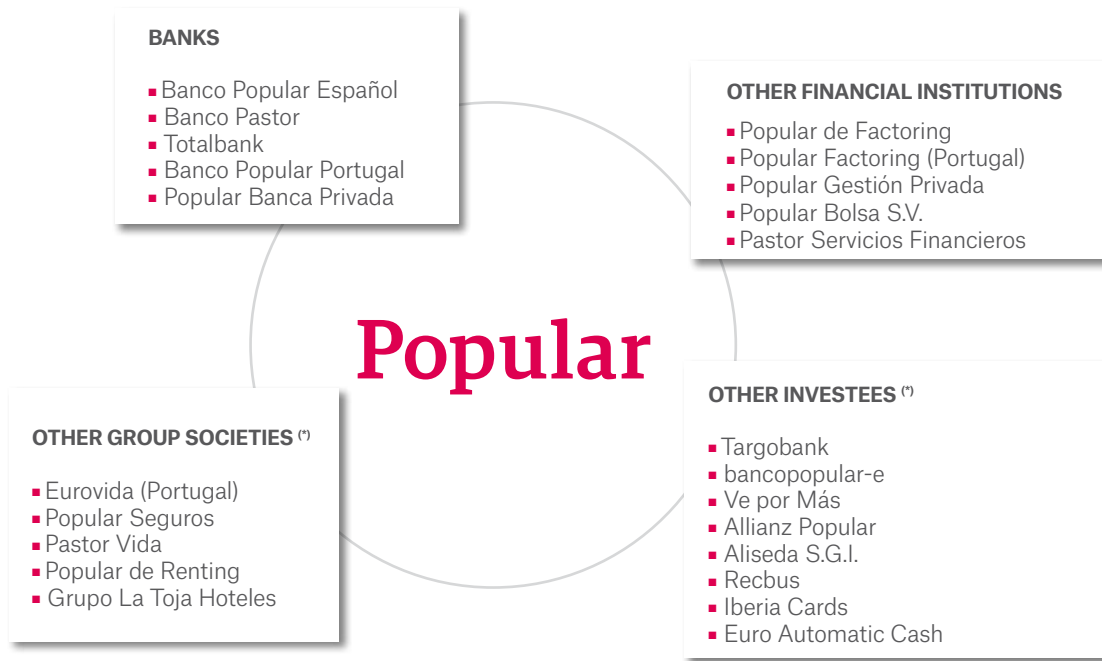 BANKS
▪ Banco Popular Español
▪ Banco Pastor
▪ Totalbank
▪ Banco Popular Portugal
▪ Popular Banca Privada
OTHER FINANCIAL INSTITUTIONS
▪ Popular de Factoring
▪ Popular Factoring (Portugal)
▪ Popular Gestión Privada
▪ Popular Bolsa S.V.
▪ Pastor Servicios Financieros
Popular
OTHER GROUP SOCIETIES (*)
▪ Eurovida (Portugal)
▪ Popular Seguros
▪ Pastor Vida
▪ Popular de Renting
▪ Grupo La Toja Hoteles
OTHER INVESTEES (*)
▪ Targobank
▪ bancopopular-e
▪ Ve por Más
▪ Allianz Popular
▪ Aliseda S.G.I.
▪ Recbus
▪ Iberia Cards
▪ Euro Automatic Cash